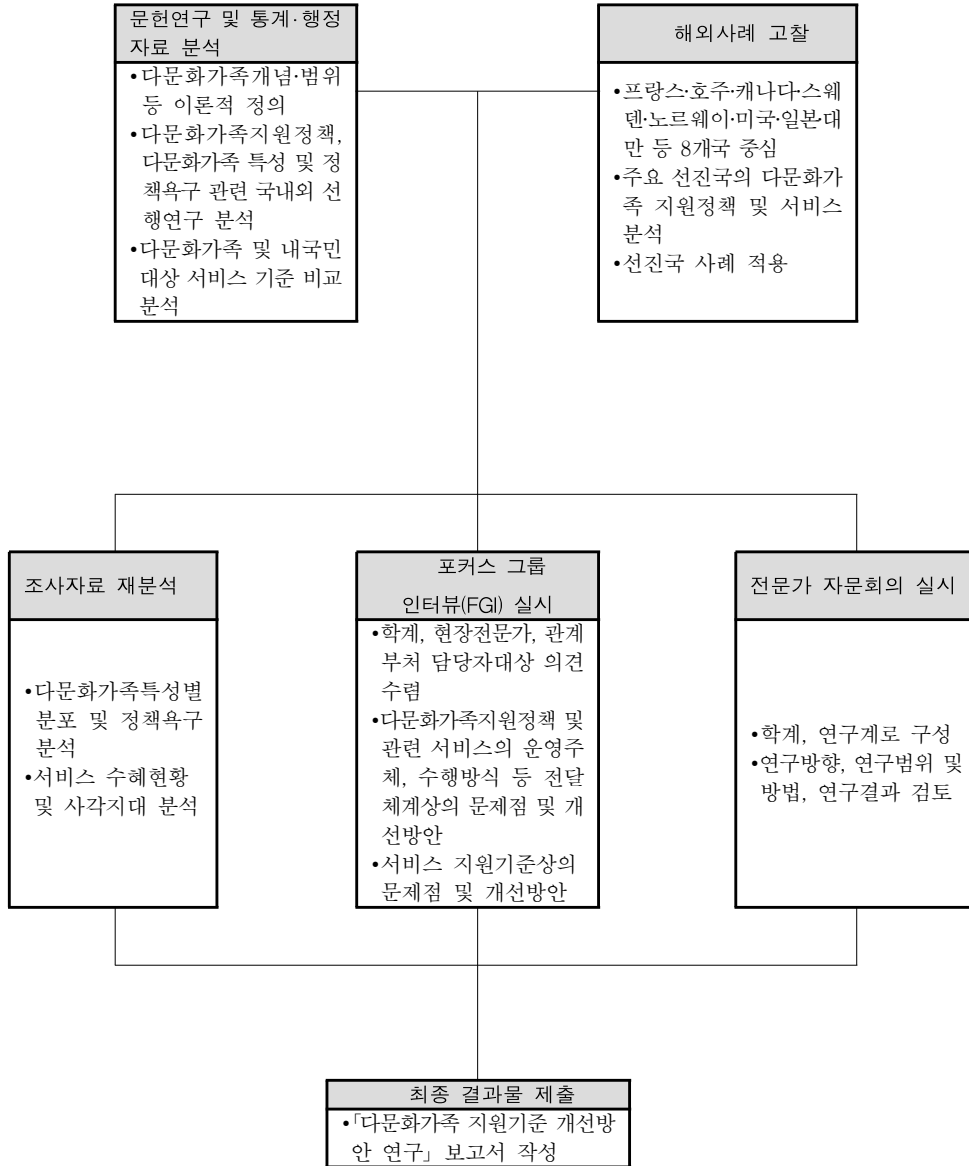 문헌연구 및 통계·행정
자료 분석
•다문화가족개념·범위
등 이론적 정의
•다문화가족지원정책,
다문화가족 특성 및 정
책욕구 관련 국내외 선
행연구 분석
•다문화가족 및 내국민
대상 서비스 기준 비교
분석
해외사례 고찰
•프랑스·호주·캐나다·스웨
덴·노르웨이·미국·일본·대
만 등 8개국 중심
•주요 선진국의 다문화가
족 지원정책 및 서비스
분석
•선진국 사례 적용
조사자료 재분석
•다문화가족특성별
분포 및 정책욕구
분석
•서비스 수혜현황
및 사각지대 분석
포커스 그룹
인터뷰(FGI) 실시
•학계, 현장전문가, 관계
부처 담당자대상 의견
수렴
•다문화가족지원정책 및
관련 서비스의 운영주
체, 수행방식 등 전달
체계상의 문제점 및 개
선방안
•서비스 지원기준상의
문제점 및 개선방안
전문가 자문회의 실시
•학계, 연구계로 구성
•연구방향, 연구범위 및
방법, 연구결과 검토
최종 결과물 제출
•「다문화가족 지원기준 개선방
안 연구」 보고서 작성